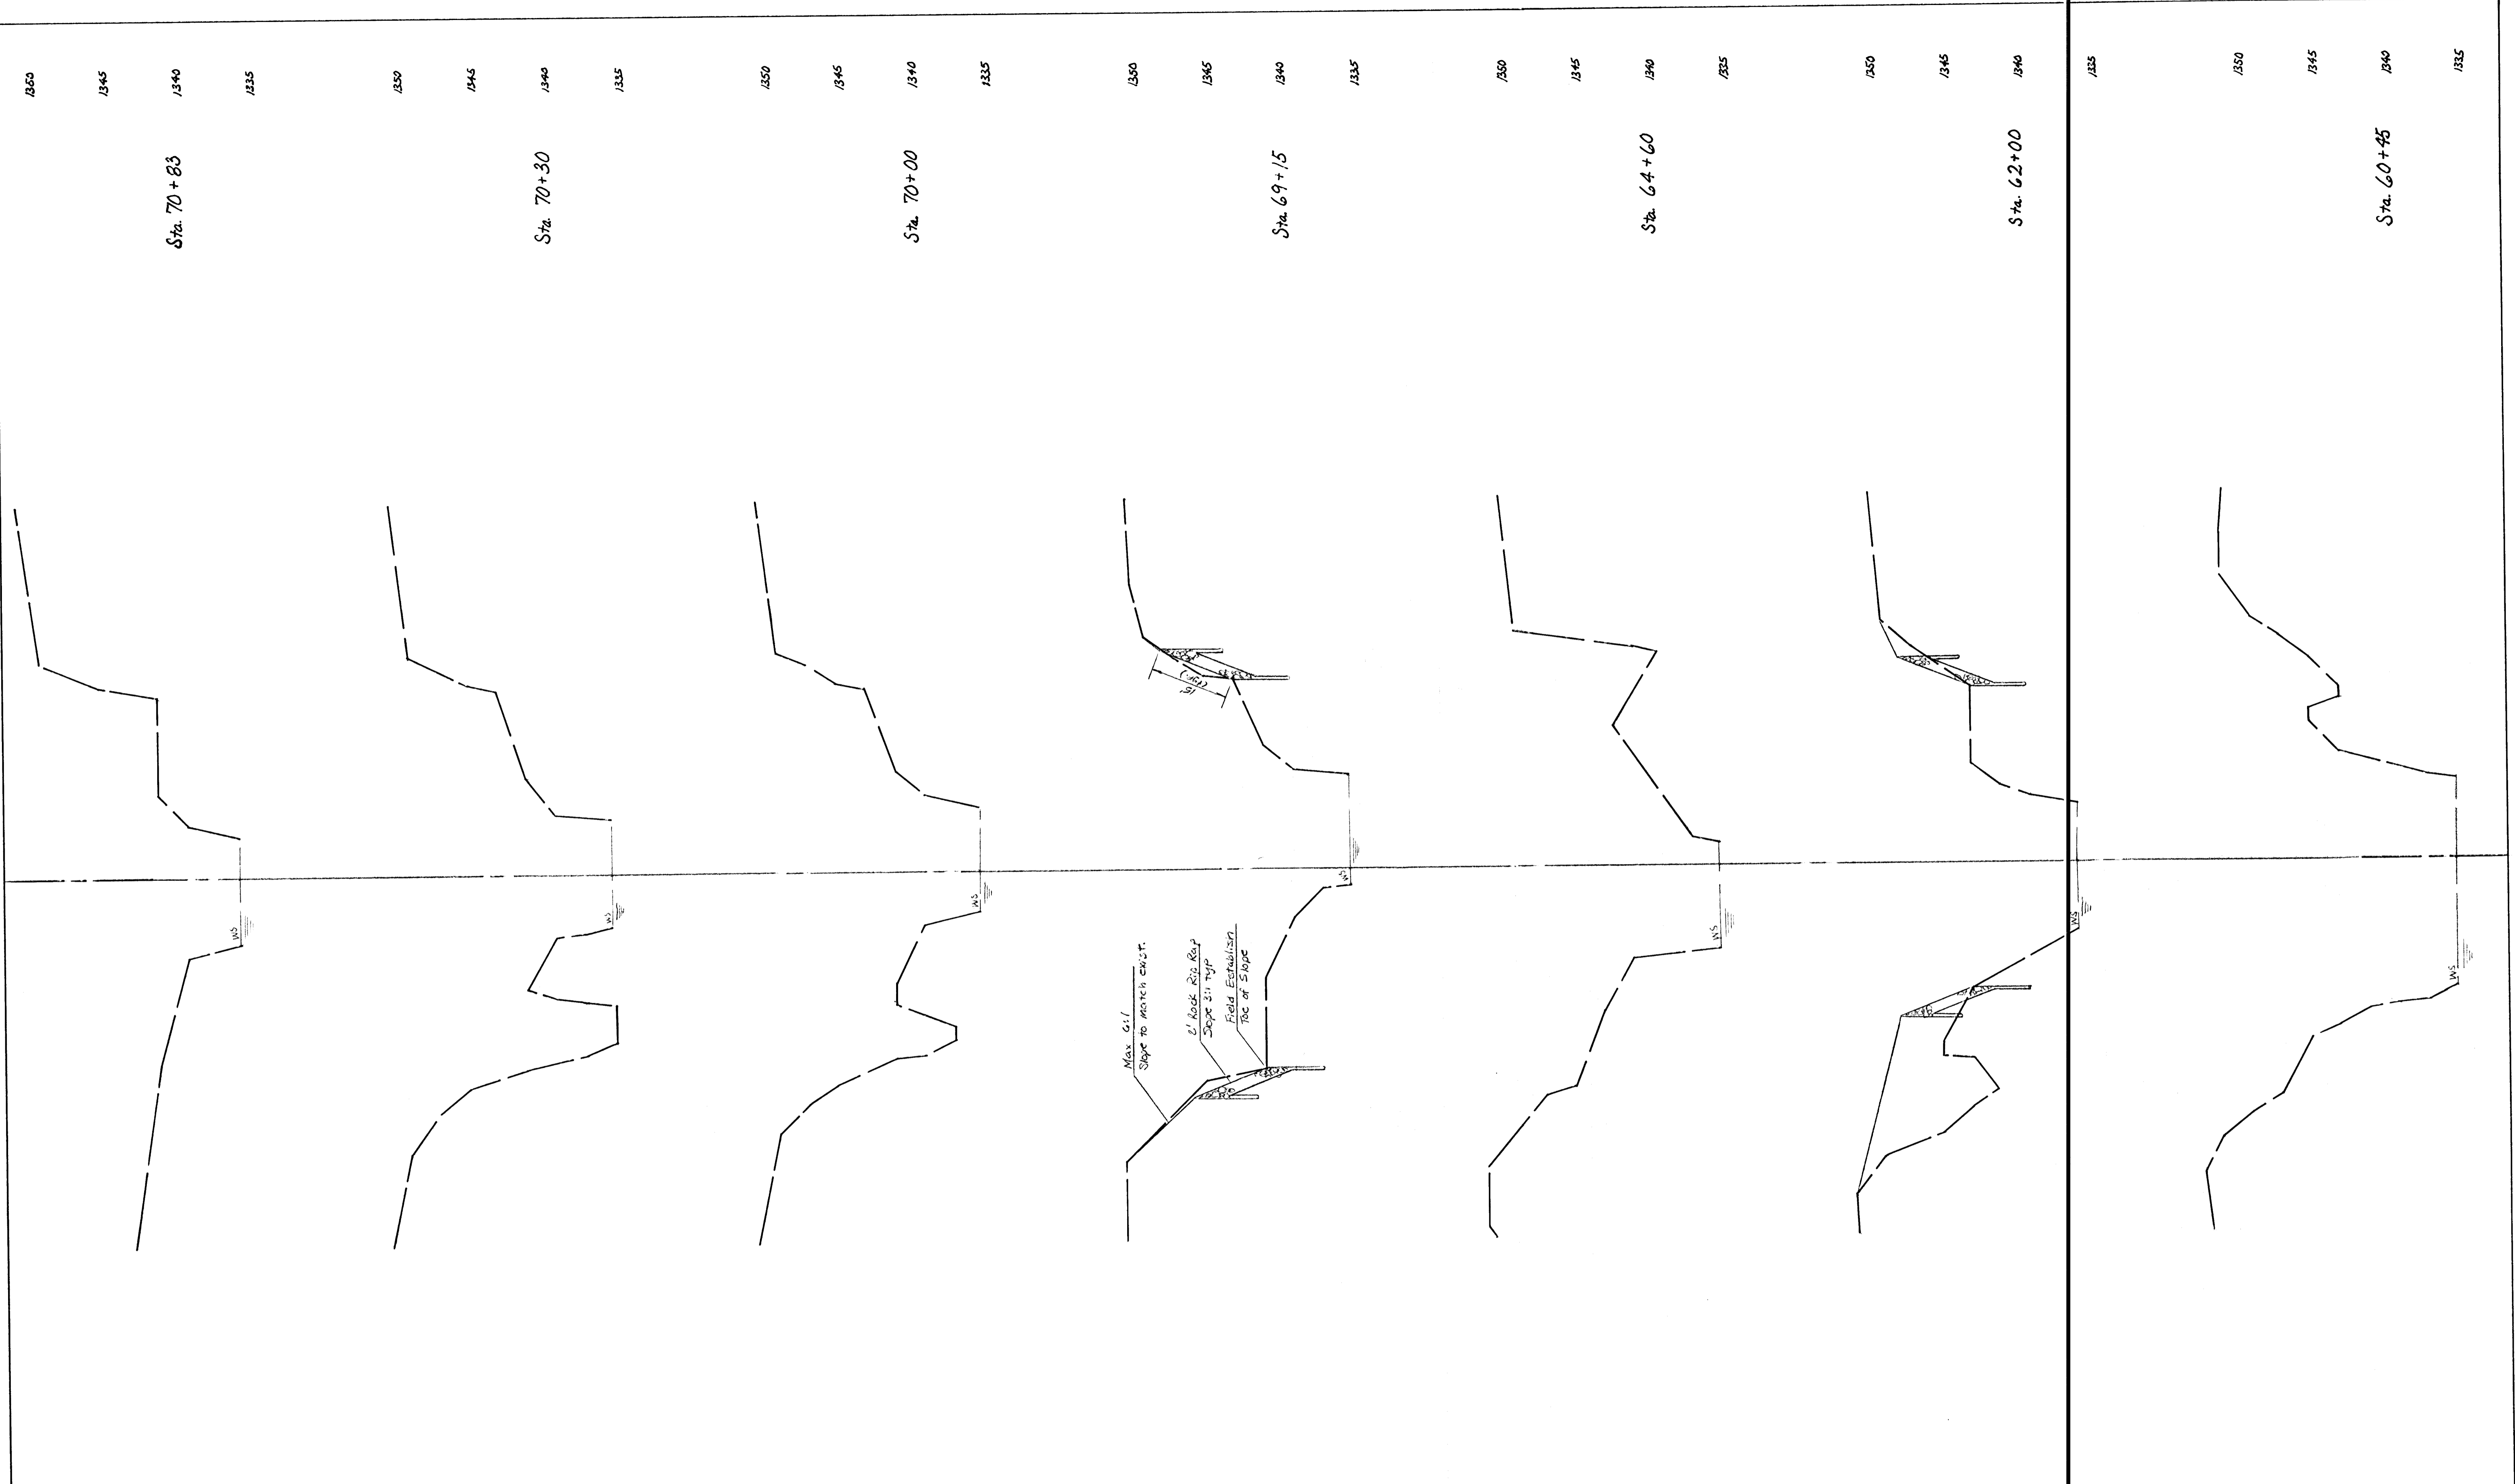 1350
1345
1340
1335
Sta. 70+83
WS
1350
1345
1340
1335
Sta. 70+30
WS
1350
1345
1340
1335
Sta. 70+00
WS
1350
1345
1340
1335
Sta. 69+15
15'
(typ.)
WS
Max 6:1
Slope to match exist.
2' Rock Rip Rap
Slope 3:1 typ
Field Establish
Toe of Slope
1350
1345
1340
1335
Sta. 64+60
WS
1350
1345
1340
1335
Sta. 62+00
WS
1350
1345
1340
1335
Sta. 60+45
WS